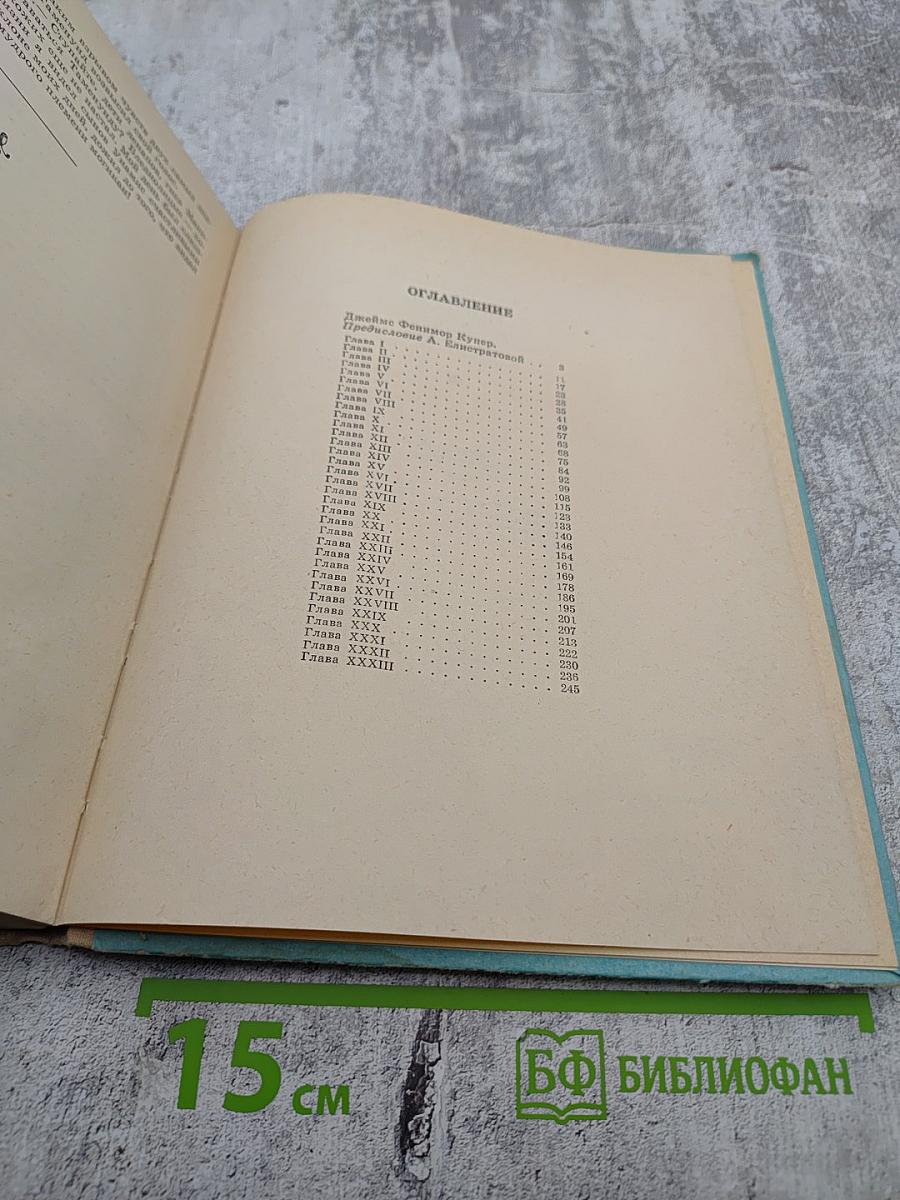 взрывам чувств
мудрого
племени могикан!
ОГЛАВЛЕНИЕ
Джеймс Фенимор Купер.
Предисловие А. Елистратовой . . 3
Глава I . . . . . . . . . . . . 11
Глава II . . . . . . . . . . . . 17
Глава III . . . . . . . . . . . . 23
Глава IV . . . . . . . . . . . . 28
Глава V . . . . . . . . . . . . 35
Глава VI . . . . . . . . . . . . 41
Глава VII . . . . . . . . . . . . 49
Глава VIII . . . . . . . . . . . . 57
Глава IX . . . . . . . . . . . . 63
Глава X . . . . . . . . . . . . 68
Глава XI . . . . . . . . . . . . 75
Глава XII . . . . . . . . . . . . 84
Глава XIII . . . . . . . . . . . . 92
Глава XIV . . . . . . . . . . . . 99
Глава XV . . . . . . . . . . . . 108
Глава XVI . . . . . . . . . . . . 115
Глава XVII . . . . . . . . . . . . 123
Глава XVIII . . . . . . . . . . . . 133
Глава XIX . . . . . . . . . . . . 140
Глава XX . . . . . . . . . . . . 146
Глава XXI . . . . . . . . . . . . 154
Глава XXII . . . . . . . . . . . . 161
Глава XXIII . . . . . . . . . . . . 169
Глава XXIV . . . . . . . . . . . . 178
Глава XXV . . . . . . . . . . . . 186
Глава XXVI . . . . . . . . . . . . 195
Глава XXVII . . . . . . . . . . . . 201
Глава XXVIII . . . . . . . . . . . . 207
Глава XXIX . . . . . . . . . . . . 213
Глава XXX . . . . . . . . . . . . 222
Глава XXXI . . . . . . . . . . . . 230
Глава XXXII . . . . . . . . . . . . 236
Глава XXXIII . . . . . . . . . . . . 245
15 см
БФ БИБЛИОФАН